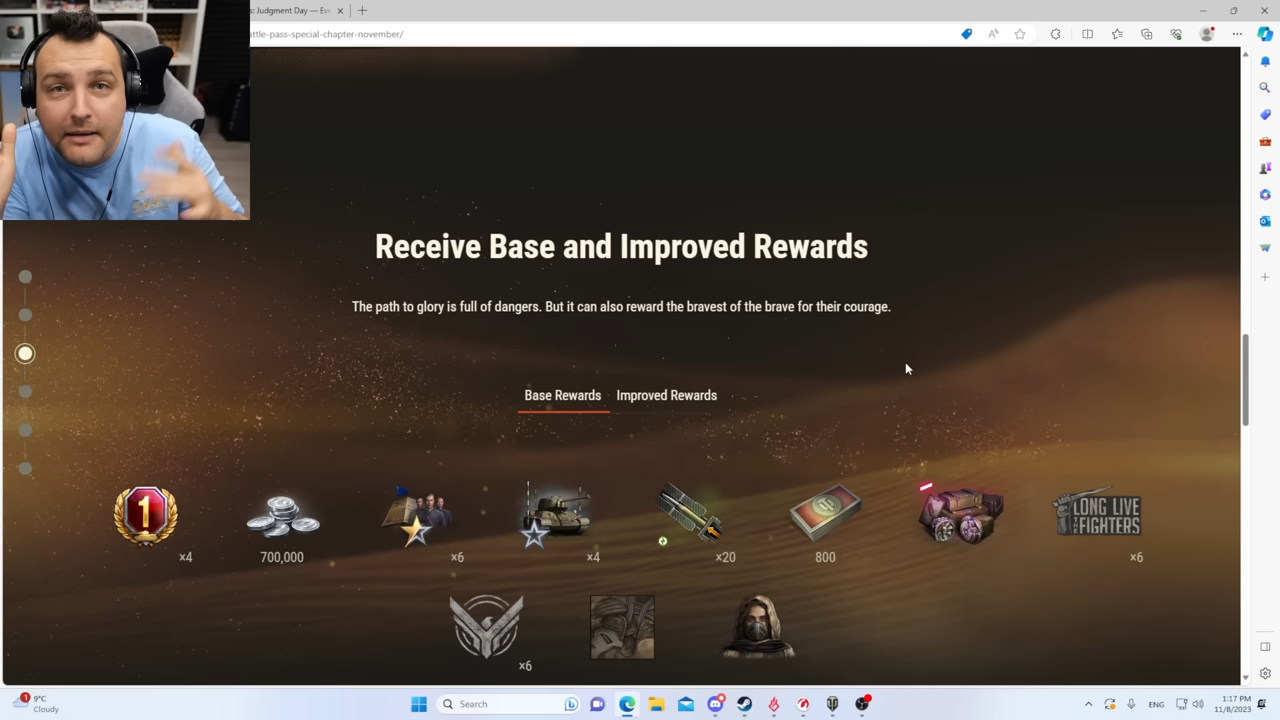 : Judgment Day — Eve
attle-pass-special-chapter-november/
Receive Base and Improved Rewards
The path to glory is full of dangers. But it can also reward the bravest of the brave for their courage.
Base Rewards Improved Rewards
1
LONG LIVE
THE FIGHTERS
×4 700,000 ×6 ×4 ×20 800 ×6
×6
1
9°C
Cloudy
Search
ENG
1:17 PM
11/8/2023